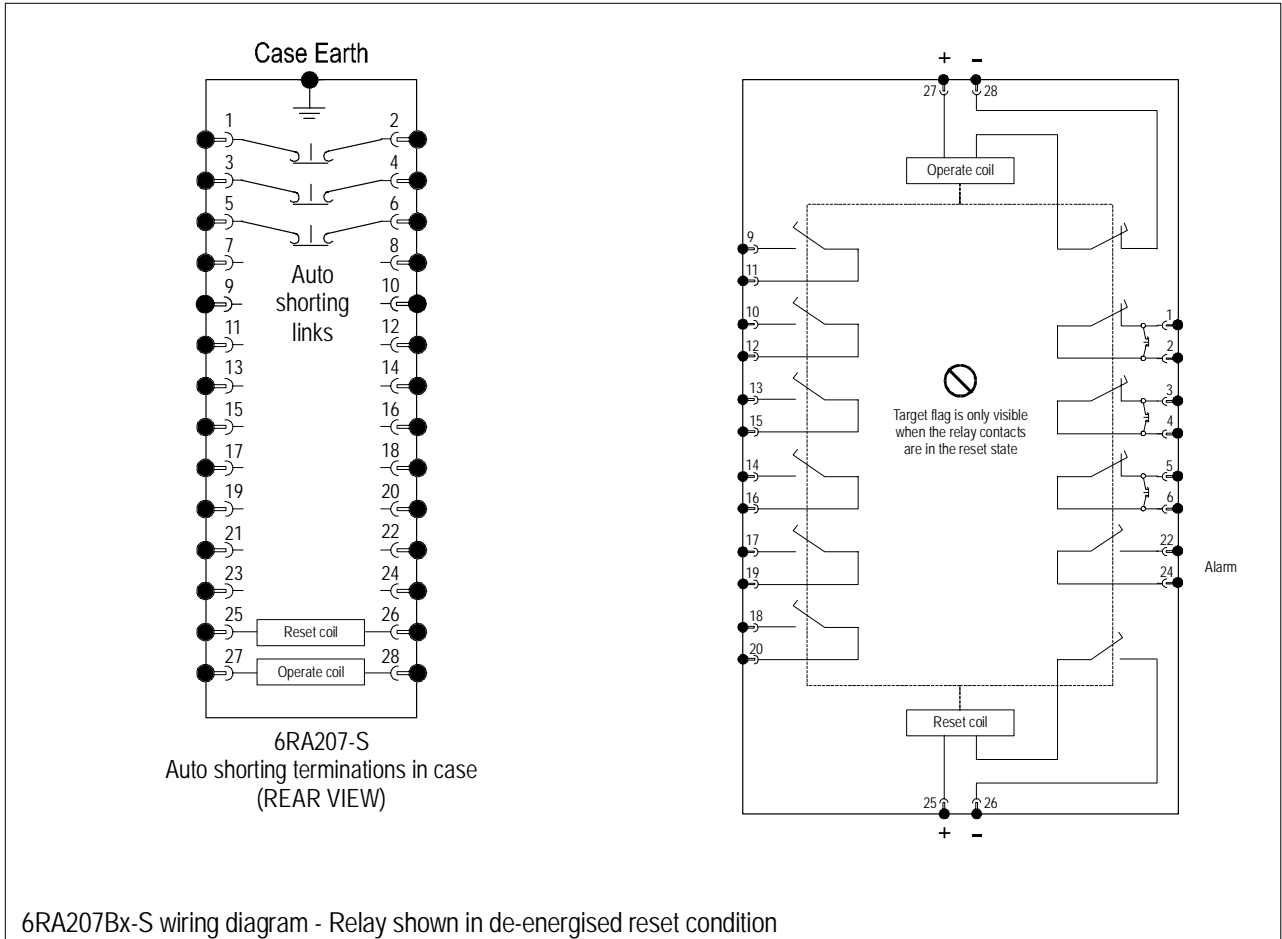 Case Earth
1 2
3 4
5 6
7 8
9 10
11 12
13 14
15 16
17 18
19 20
21 22
23 24
25 26
27 28
Auto
shorting
links
Reset coil
Operate coil
6RA207-S
Auto shorting terminations in case
(REAR VIEW)
+ –
27 28
Operate coil
9
11
10
12
13
15
14
16
17
19
18
20
Target flag is only visible
when the relay contacts
are in the reset state
1
2
3
4
5
6
22
24
Alarm
Reset coil
25 26
+ –
6RA207Bx-S wiring diagram - Relay shown in de-energised reset condition